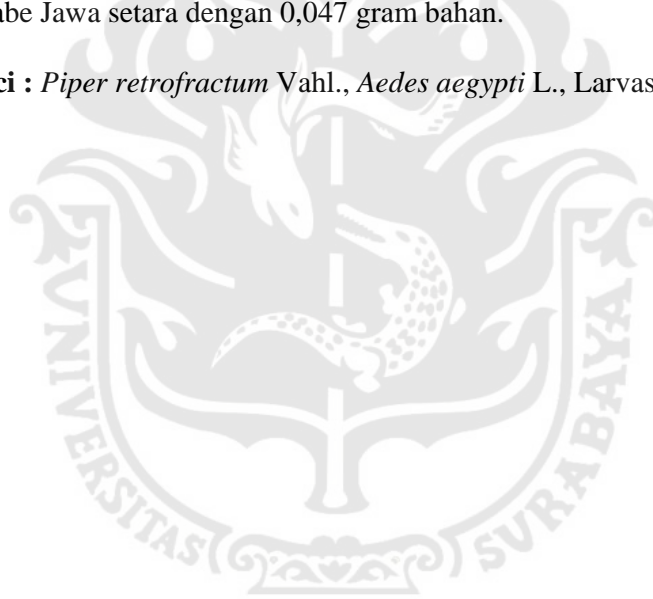 abe Jawa setara dengan 0,047 gram bahan.
ci : Piper retrofractum Vahl., Aedes aegypti L., Larvas
UNIVERSITAS SURABAYA